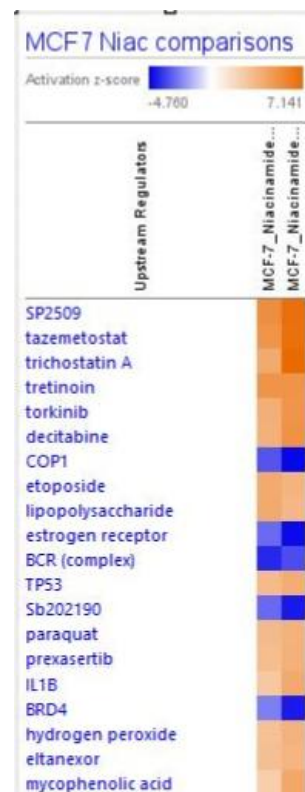 MCF7 Niac comparisons
Activation z-score
-4.760 7.141
Upstream Regulators
MCF-7_Niacinamide...
MCF-7_Niacinamide...
SP2509
tazemetostat
trichostatin A
tretinoin
torkinib
decitabine
COP1
etoposide
lipopolysaccharide
estrogen receptor
BCR (complex)
TP53
Sb202190
paraquat
prexasertib
IL1B
BRD4
hydrogen peroxide
eltanexor
mycophenolic acid